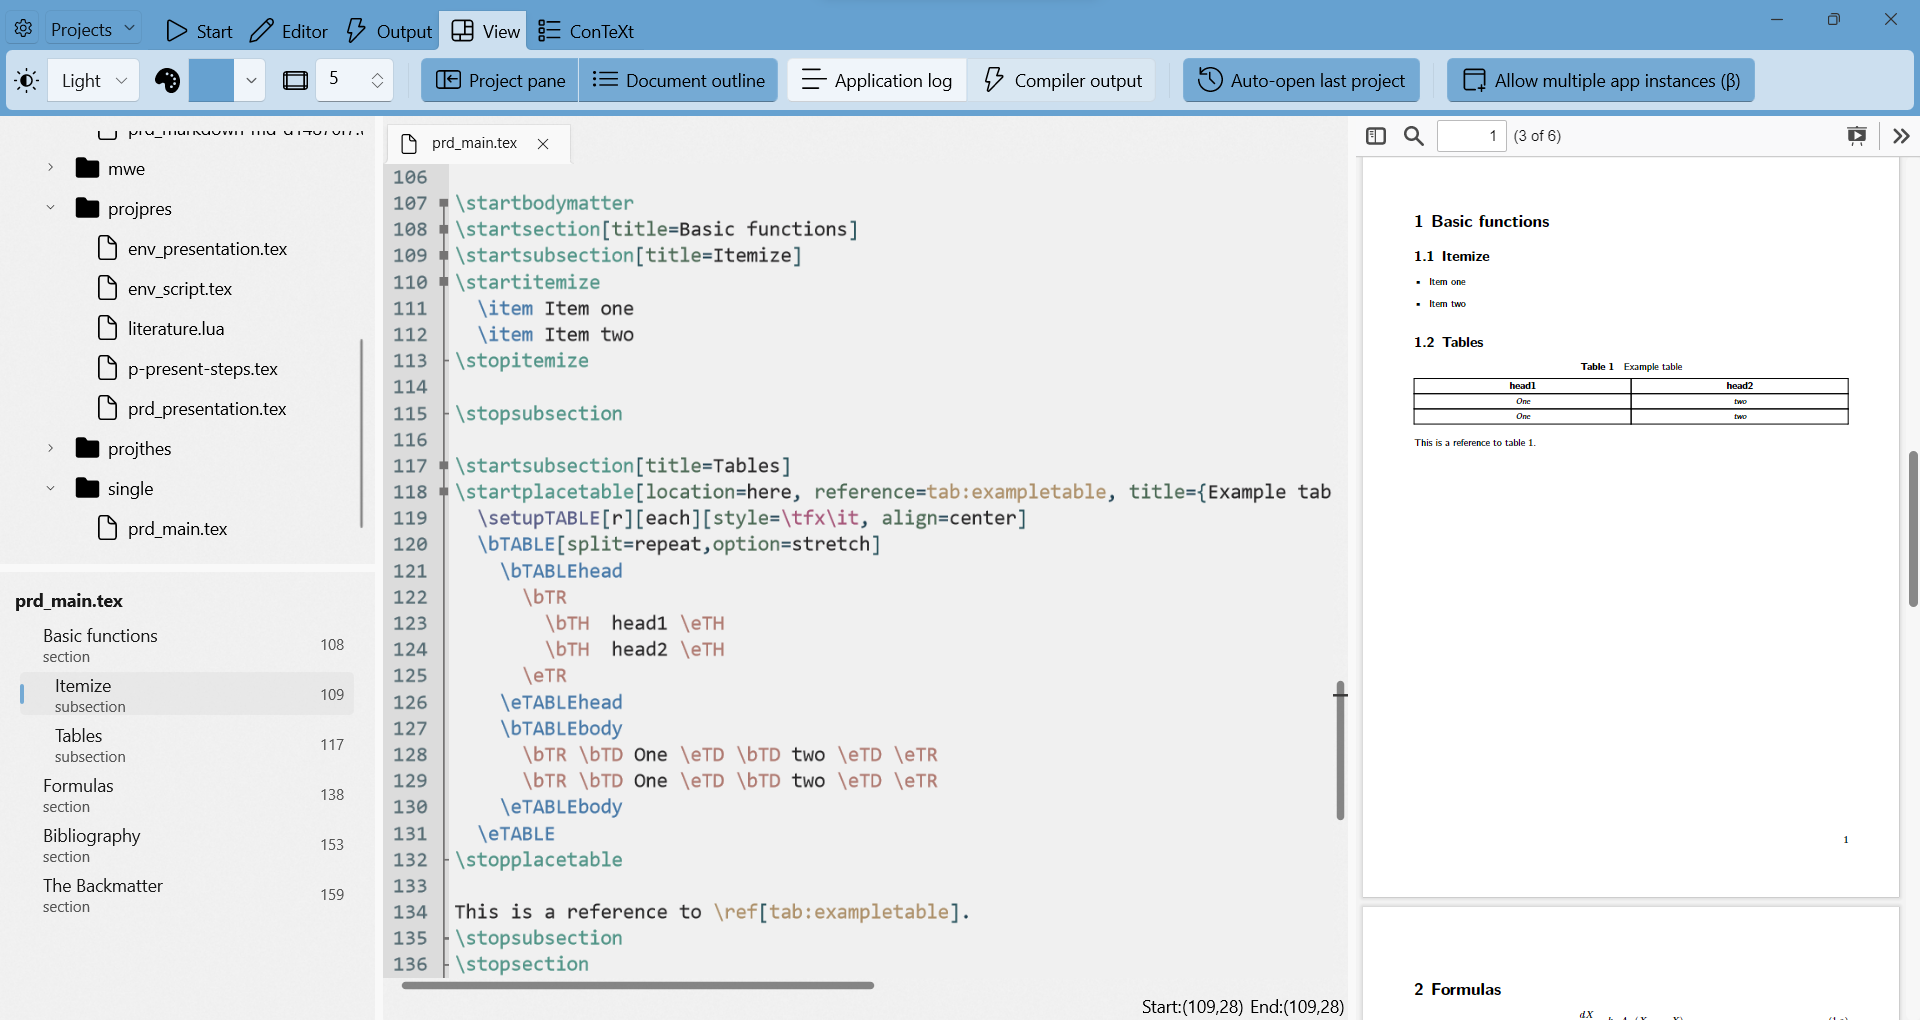 Projects Start Editor Output View ConTeXt
Light 5 Project pane Document outline Application log Compiler output Auto-open last project Allow multiple app instances (β)
mwe
projpres
env_presentation.tex
env_script.tex
literature.lua
p-present-steps.tex
prd_presentation.tex
projthes
single
prd_main.tex
prd_main.tex
Basic functions
section 108
Itemize
subsection 109
Tables
subsection 117
Formulas
section 138
Bibliography
section 153
The Backmatter
section 159
prd_main.tex
106
107 \startbodymatter
108 \startsection[title=Basic functions]
109 \startsubsection[title=Itemize]
110 \startitemize
111 \item Item one
112 \item Item two
113 \stopitemize
114
115 \stopsubsection
116
117 \startsubsection[title=Tables]
118 \startplacetable[location=here, reference=tab:exampletable, title={Example tab
119 \setupTABLE[r][each][style=\tfx\it, align=center]
120 \bTABLE[split=repeat,option=stretch]
121 \bTABLEhead
122 \bTR
123 \bTH head1 \eTH
124 \bTH head2 \eTH
125 \eTR
126 \eTABLEhead
127 \bTABLEbody
128 \bTR \bTD One \eTD \bTD two \eTD \eTR
129 \bTR \bTD One \eTD \bTD two \eTD \eTR
130 \eTABLEbody
131 \eTABLE
132 \stopplacetable
133
134 This is a reference to \ref[tab:exampletable].
135 \stopsubsection
136 \stopsection
Start:(109,28) End:(109,28)
1 (3 of 6)
1 Basic functions
1.1 Itemize
▪ Item one
▪ Item two
1.2 Tables
Table 1 Example table
head1 head2
One two
One two
This is a reference to table 1.
1
2 Formulas
dX